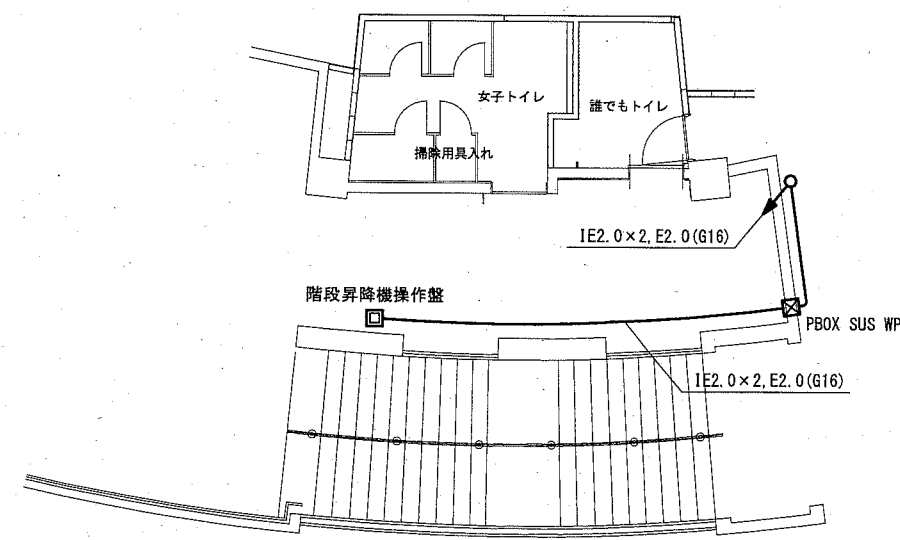 女子トイレ
誰でもトイレ
掃除用具入れ
IE2.0×2,E2.0(G16)
階段昇降機操作盤
PBOX SUS WP
IE2.0×2,E2.0(G16)